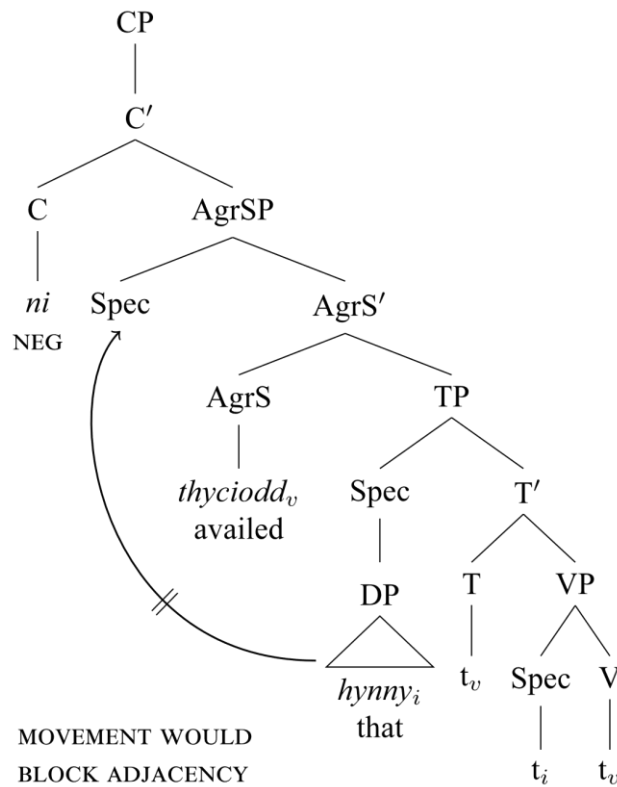 CP
C′
C AgrSP
ni Spec AgrS′
NEG
AgrS TP
thyciodd_v Spec T′
availed
DP T VP
hynny_i t_v Spec V
that
MOVEMENT WOULD
BLOCK ADJACENCY t_i t_v